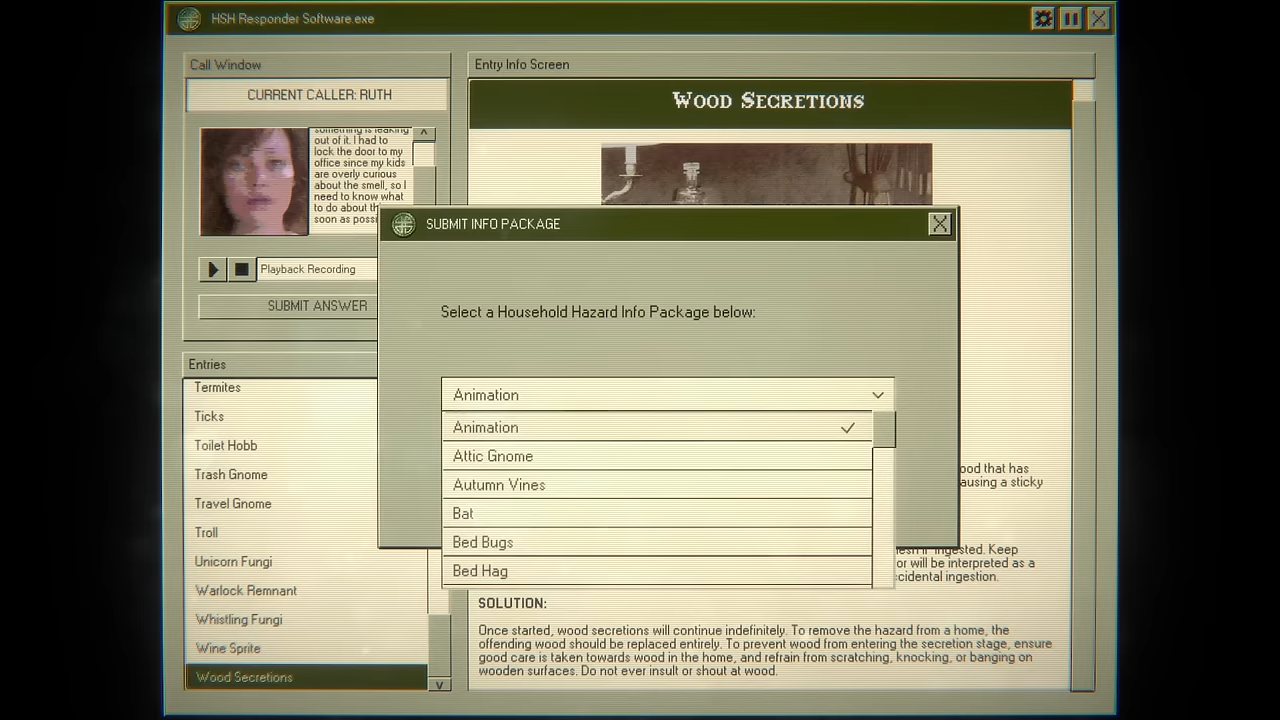 HSH Responder Software.exe
Call Window
CURRENT CALLER: RUTH
something is leaking
out of it. I had to
lock the door to my
office since my kids
are overly curious
about the smell, so I
need to know what
to do about
soon as
Playback Recording
SUBMIT ANSWER
Entries
Termites
Ticks
Toilet Hobb
Trash Gnome
Travel Gnome
Troll
Unicorn Fungi
Warlock Remnant
Whistling Fungi
Wine Sprite
Wood Secretions
Entry Info Screen
WOOD SECRETIONS
SUBMIT INFO PACKAGE
Select a Household Hazard Info Package below:
Animation
Animation
Attic Gnome
Autumn Vines
Bat
Bed Bugs
Bed Hag
that has
a sticky
if ingested. Keep
or will be interpreted as a
ingestion.
SOLUTION:
Once started, wood secretions will continue indefinitely. To remove the hazard from a home, the
offending wood should be replaced entirely. To prevent wood from entering the secretion stage, ensure
good care is taken towards wood in the home, and refrain from scratching, knocking, or banging on
wooden surfaces. Do not ever insult or shout at wood.